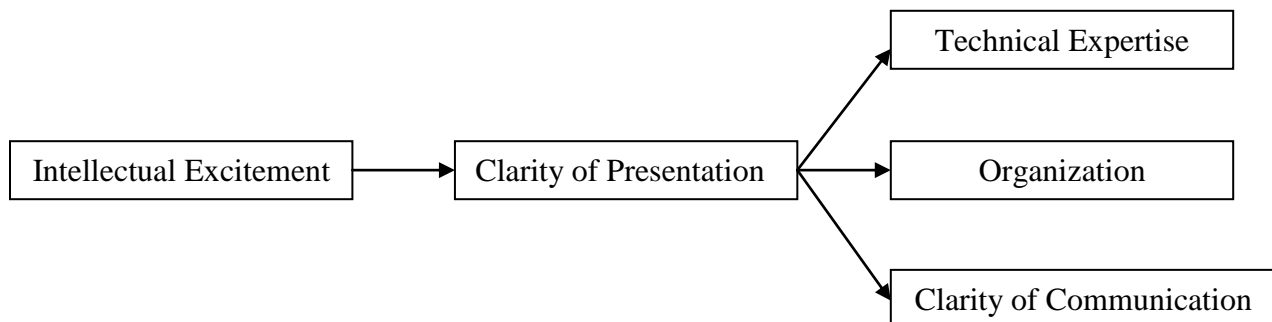 Technical Expertise
Intellectual Excitement
Clarity of Presentation
Organization
Clarity of Communication